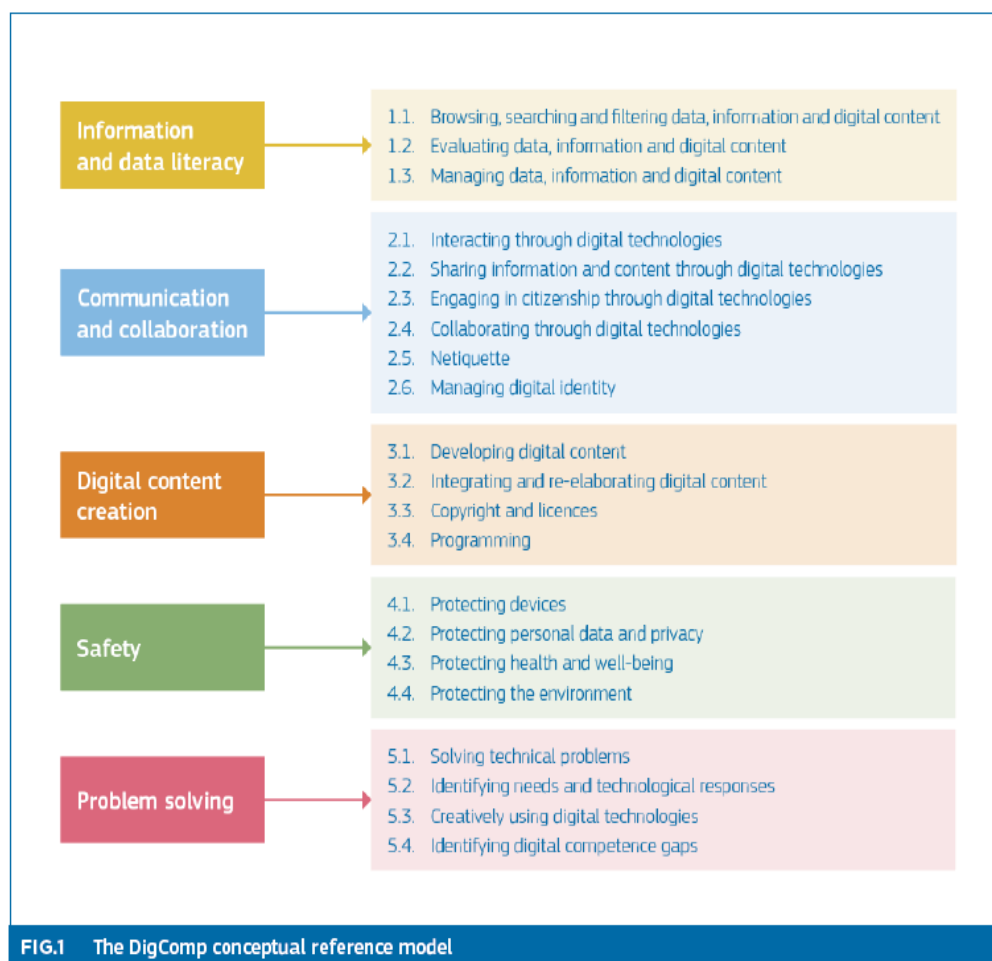 Information
and data literacy
1.1. Browsing, searching and filtering data, information and digital content
1.2. Evaluating data, information and digital content
1.3. Managing data, information and digital content
Communication
and collaboration
2.1. Interacting through digital technologies
2.2. Sharing information and content through digital technologies
2.3. Engaging in citizenship through digital technologies
2.4. Collaborating through digital technologies
2.5. Netiquette
2.6. Managing digital identity
Digital content
creation
3.1. Developing digital content
3.2. Integrating and re-elaborating digital content
3.3. Copyright and licences
3.4. Programming
Safety
4.1. Protecting devices
4.2. Protecting personal data and privacy
4.3. Protecting health and well-being
4.4. Protecting the environment
Problem solving
5.1. Solving technical problems
5.2. Identifying needs and technological responses
5.3. Creatively using digital technologies
5.4. Identifying digital competence gaps
FIG.1 The DigComp conceptual reference model